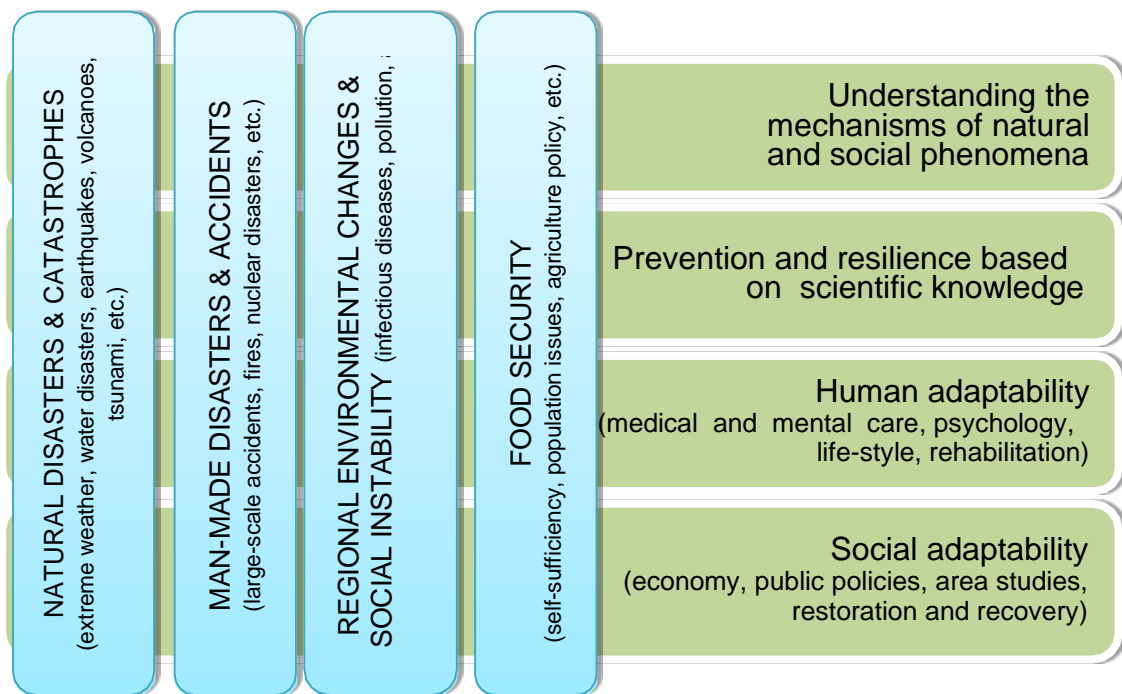 NATURAL DISASTERS & CATASTROPHES
(extreme weather, water disasters, earthquakes, volcanoes,
tsunami, etc.)
MAN-MADE DISASTERS & ACCIDENTS
(large-scale accidents, fires, nuclear disasters, etc.)
REGIONAL ENVIRONMENTAL CHANGES &
SOCIAL INSTABILITY (infectious diseases, pollution,
FOOD SECURITY
(self-sufficiency, population issues, agriculture policy, etc.)
Understanding the
mechanisms of natural
and social phenomena
Prevention and resilience based
on scientific knowledge
Human adaptability
(medical and mental care, psychology,
life-style, rehabilitation)
Social adaptability
(economy, public policies, area studies,
restoration and recovery)